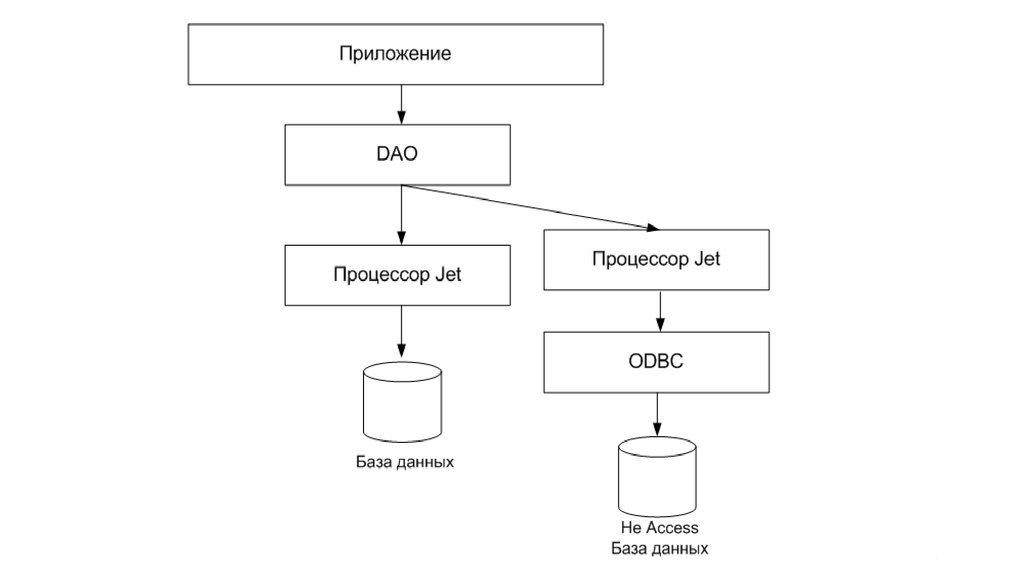 Приложение
DAO
Процессор Jet
Процессор Jet
ODBC
База данных
Не Access
База данных